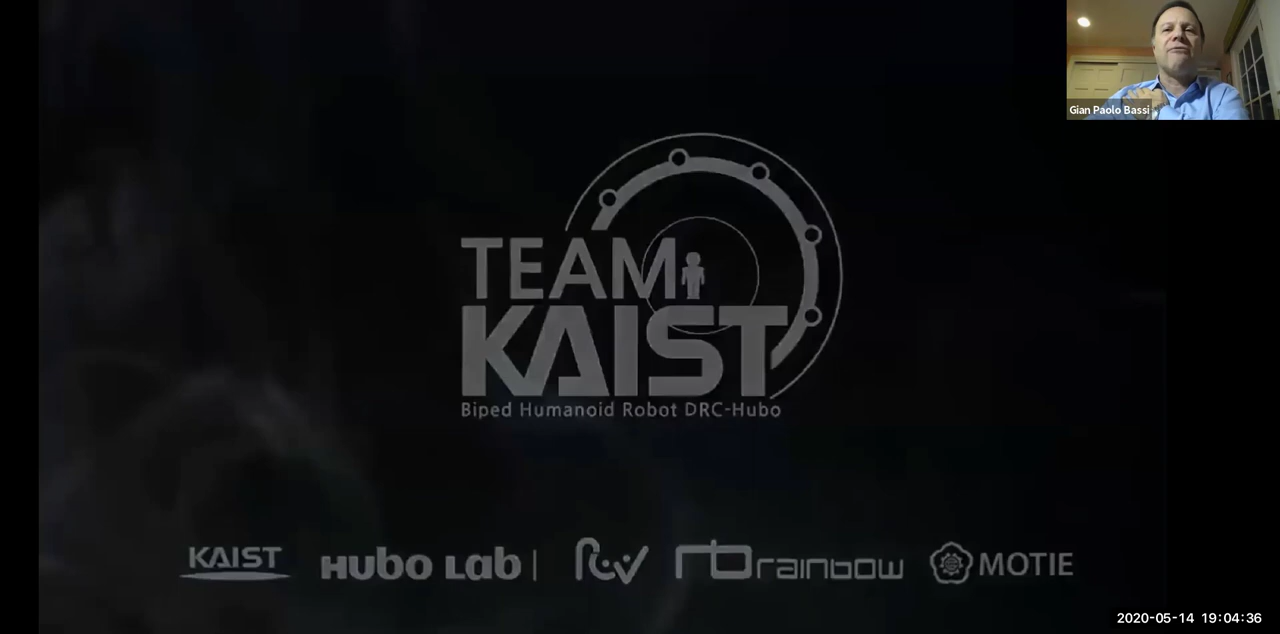 Gian Paolo Bassi
TEAM
KAIST
Biped Humanoid Robot DRC-Hubo
KAIST
HUBO LAB
rainbow
MOTIE
2020-05-14 19:04:36